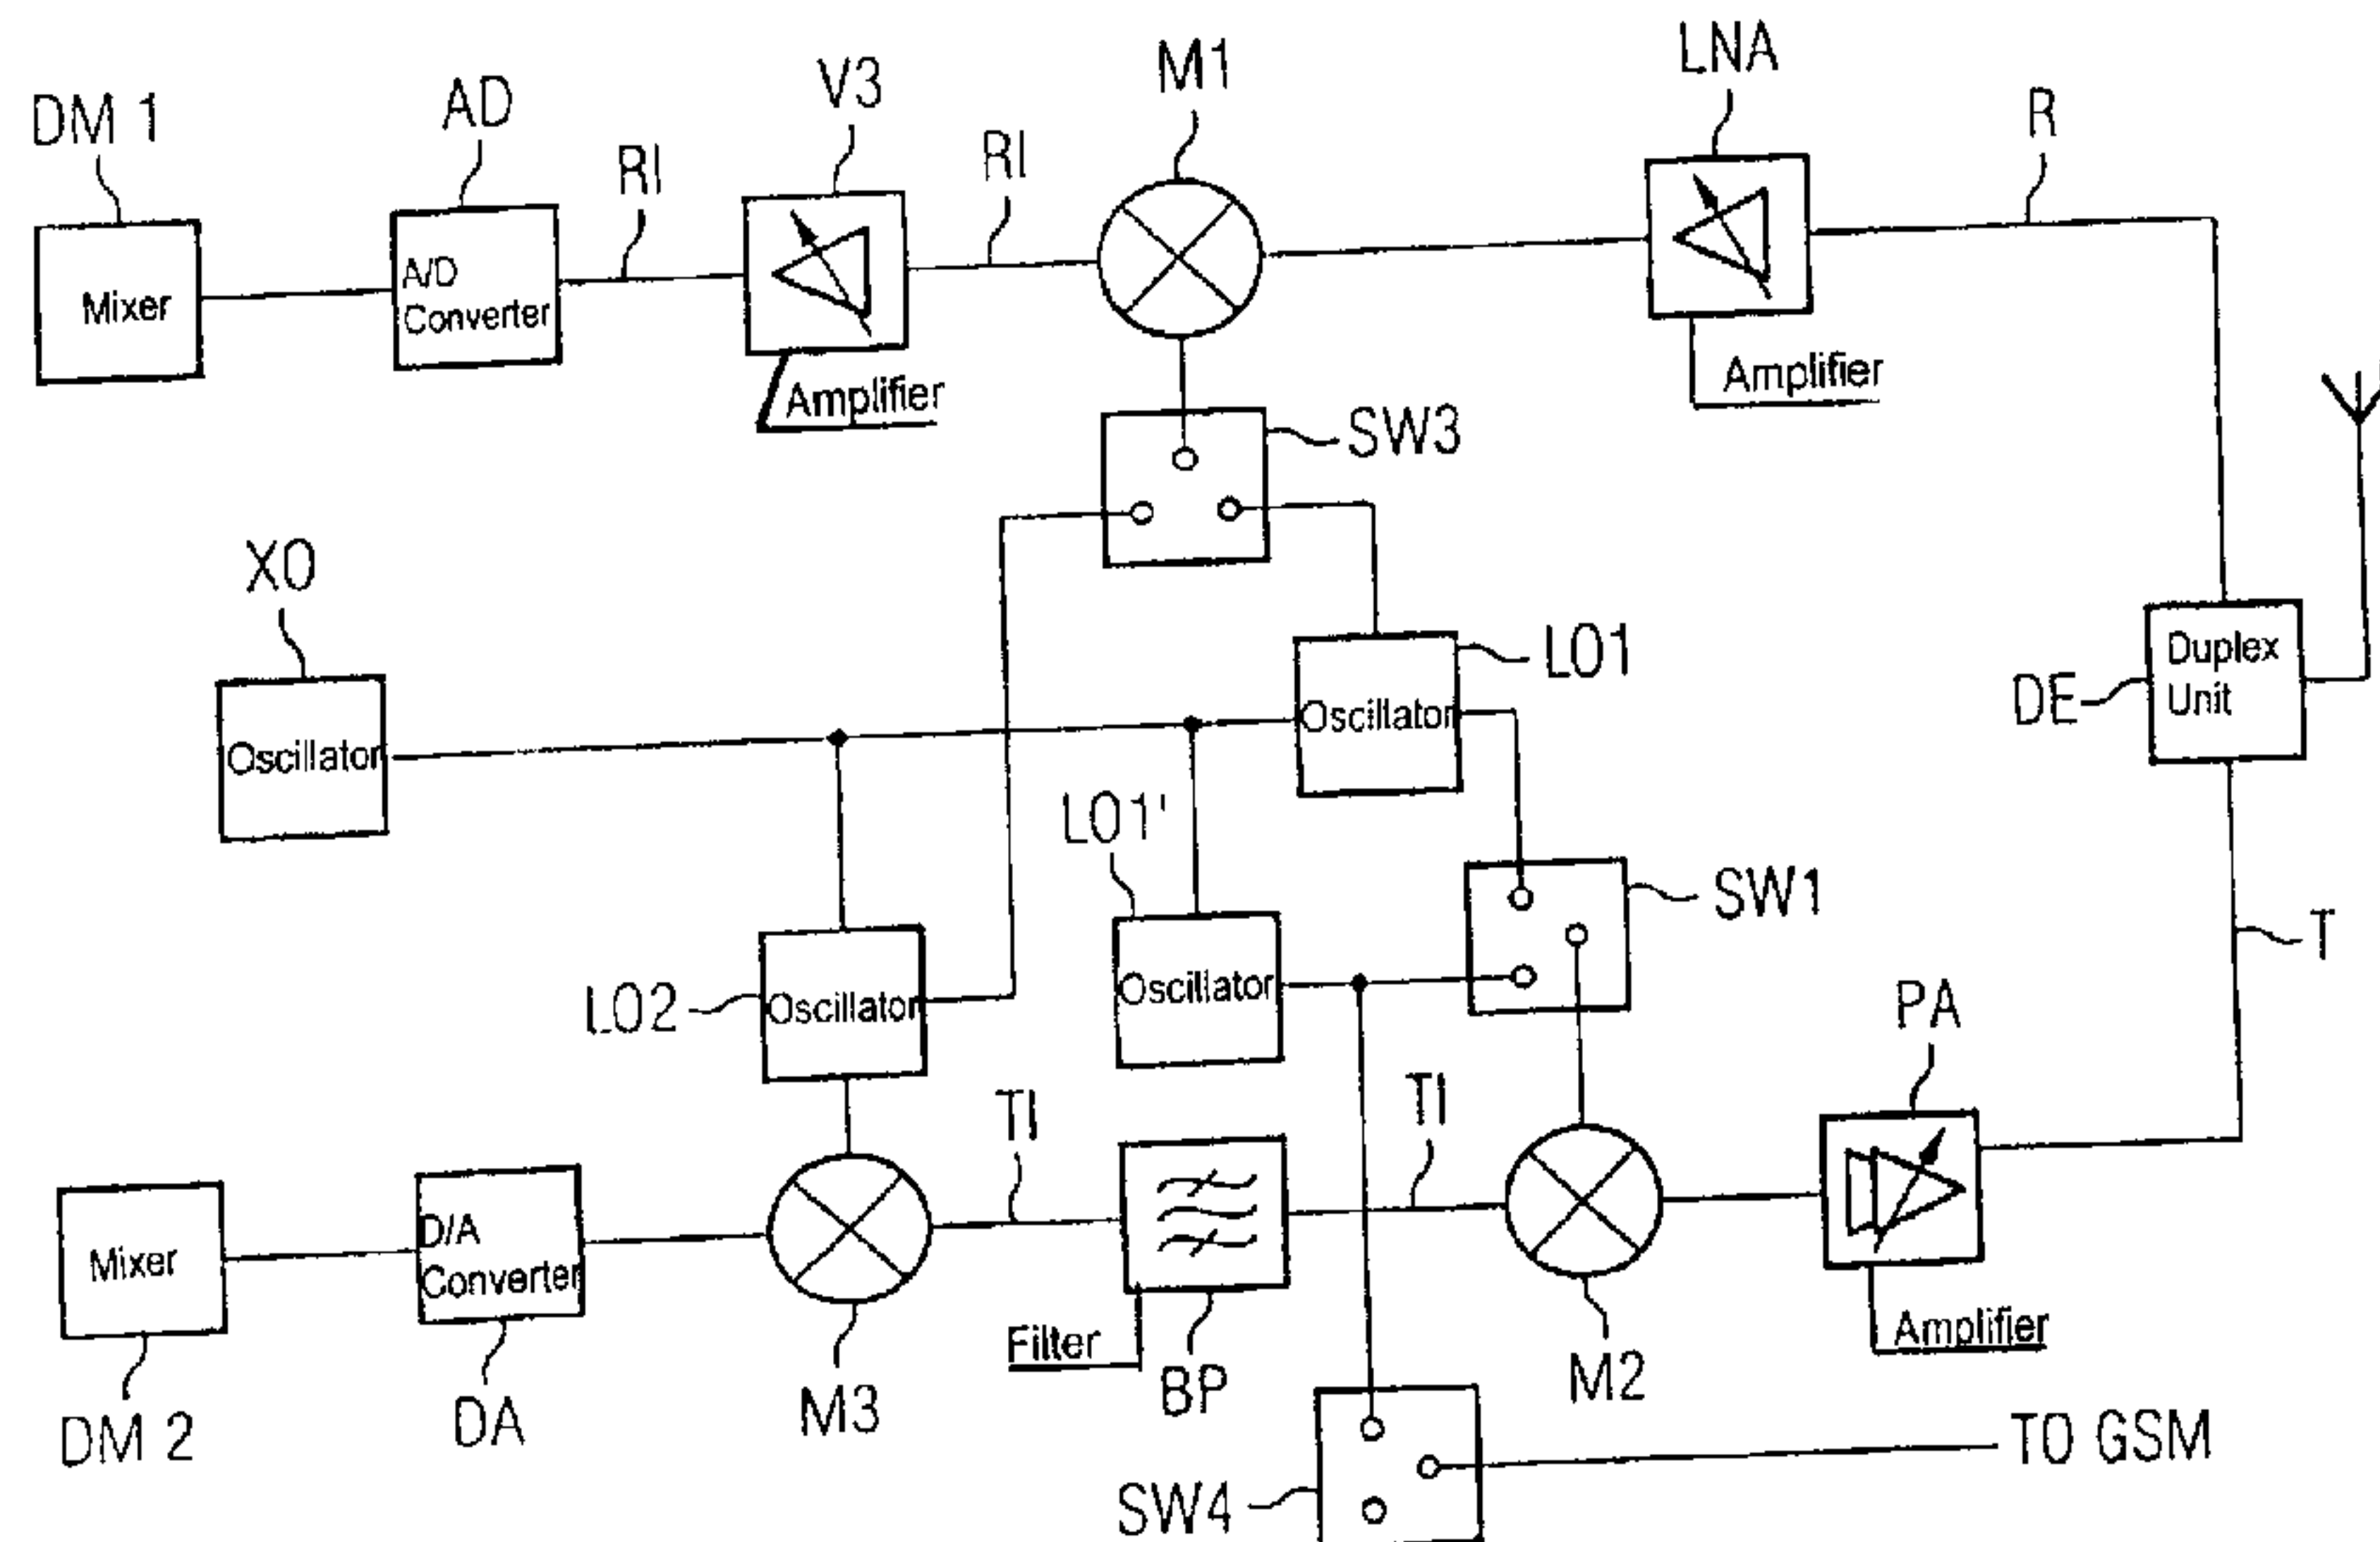 LNA
M1
V3
R
AD
DM 1
RI
RI
A/D
Converter
Mixer
Amplifier
Amplifier
SW3
XO
LO1
Duplex
Unit
DE
Oscillator
Oscillator
LO1'
SW1
T
LO2
Oscillator
Oscillator
PA
TI
TI
D/A
Converter
Mixer
Filter
Amplifier
BP
M2
M3
DA
DM 2
TO GSM
SW4